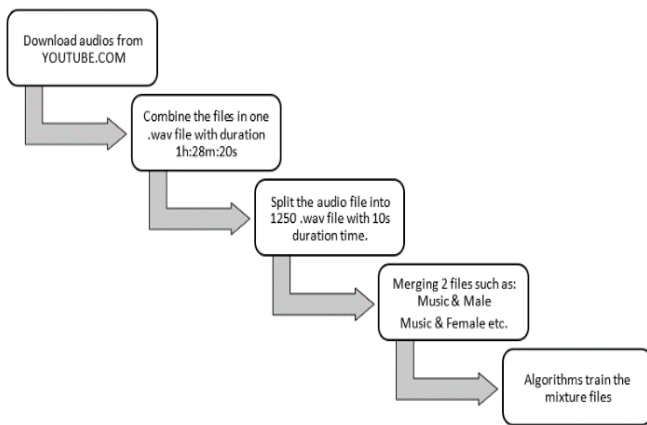 Download audios from
YOUTUBE.COM
Combine the files in one
.wav file with duration
1h:28m:20s
Split the audio file into
1250 .wav file with 10s
duration time.
Merging 2 files such as:
Music & Male
Music & Female etc.
Algorithms train the
mixture files